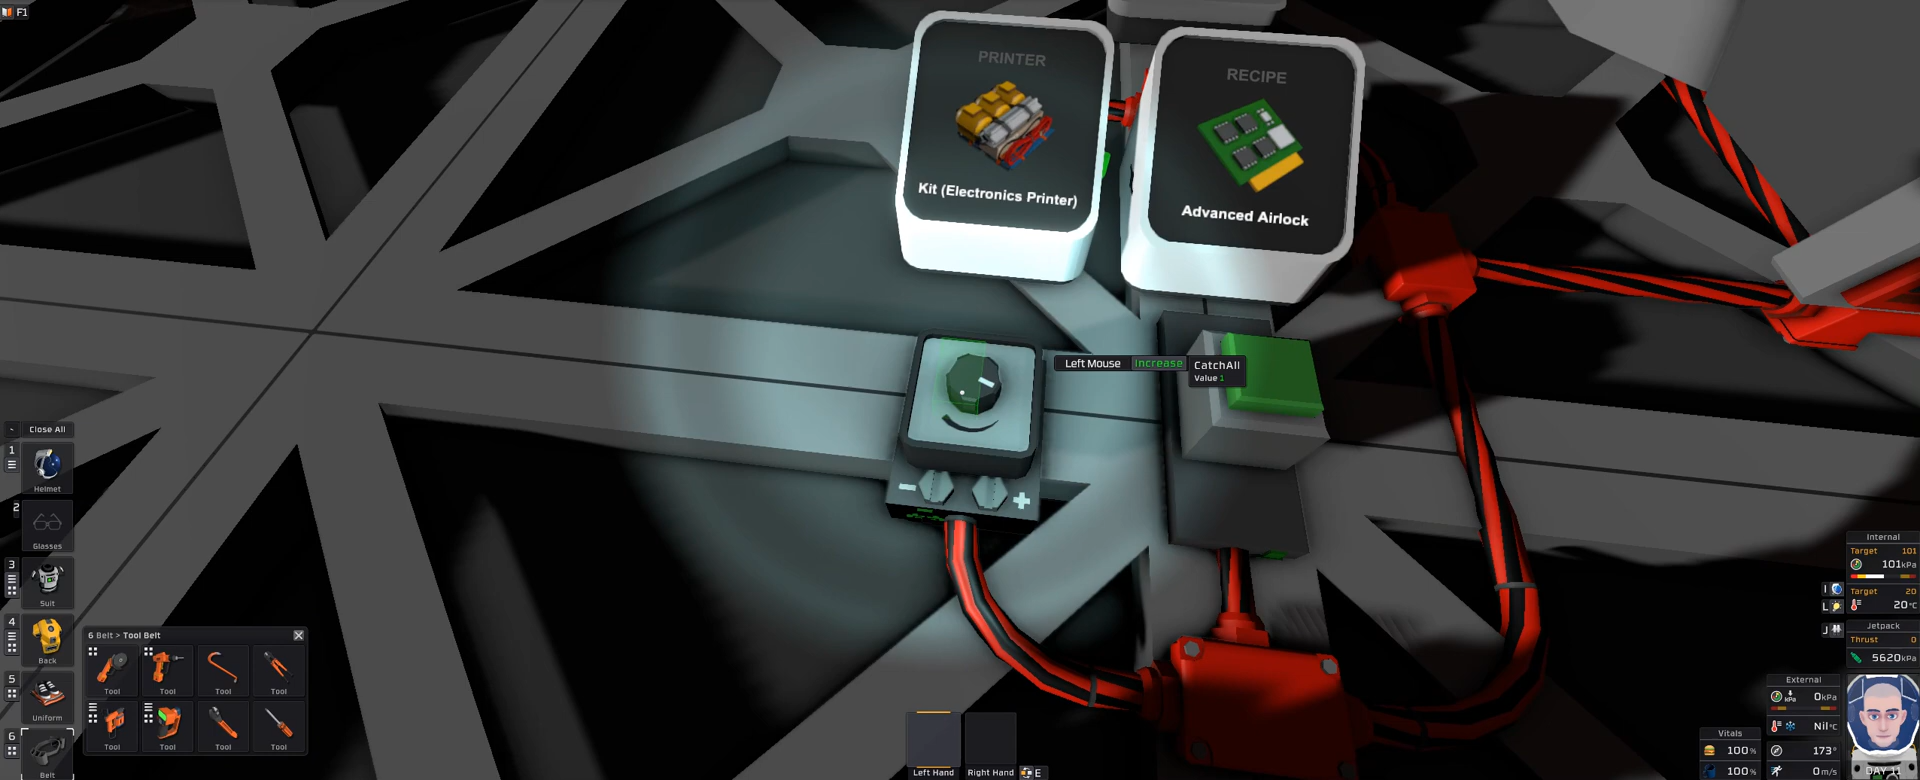 F1
PRINTER
Kit (Electronics Printer)
RECIPE
Advanced Airlock
Left Mouse Increase
CatchAll
Value 1
- +
- Close All
1
Helmet
2
Glasses
3
Suit
4
Back
5
Uniform
6
Belt
6 Belt > Tool Belt
Tool Tool Tool Tool
Tool Tool Tool Tool
Left Hand Right Hand E
Internal
Target 101
101kPa
Target 20
20°C
I
L
J
Jetpack
Thrust 0
5620kPa
External
kPa 0kPa
Nil°C
173°
0m/s
Vitals
100%
100%
DAY 11